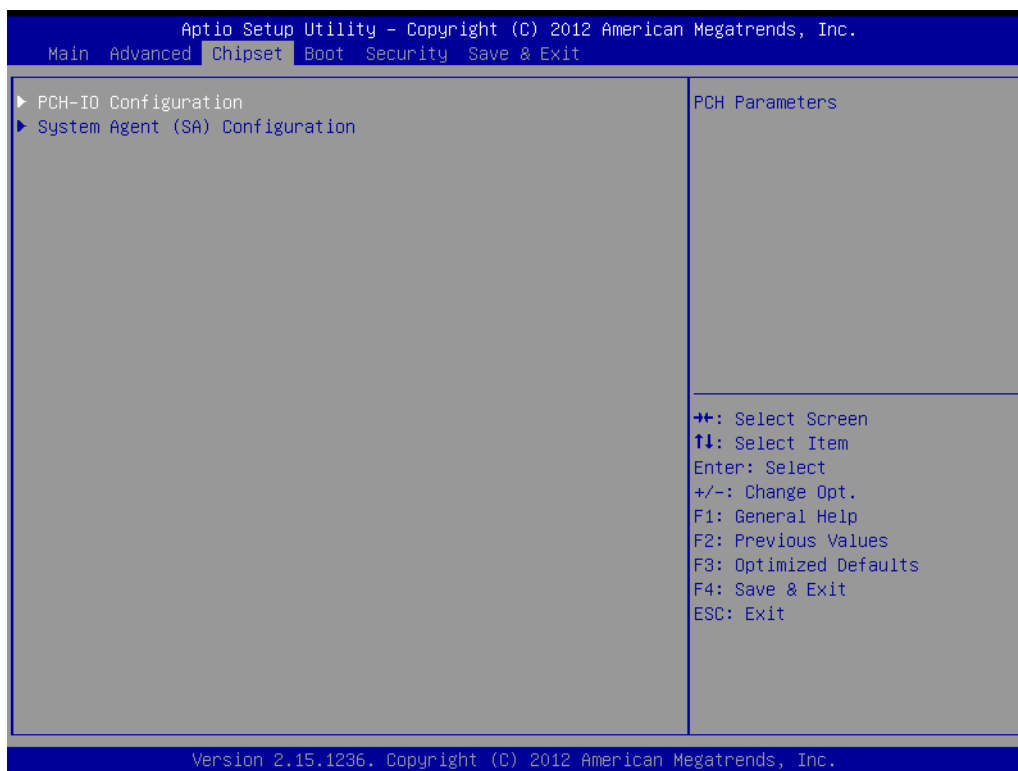 Aptio Setup Utility – Copyright (C) 2012 American Megatrends, Inc.
Main Advanced Chipset Boot Security Save & Exit
▶ PCH-IO Configuration
▶ System Agent (SA) Configuration
PCH Parameters
→←: Select Screen
↑↓: Select Item
Enter: Select
+/-: Change Opt.
F1: General Help
F2: Previous Values
F3: Optimized Defaults
F4: Save & Exit
ESC: Exit
Version 2.15.1236. Copyright (C) 2012 American Megatrends, Inc.